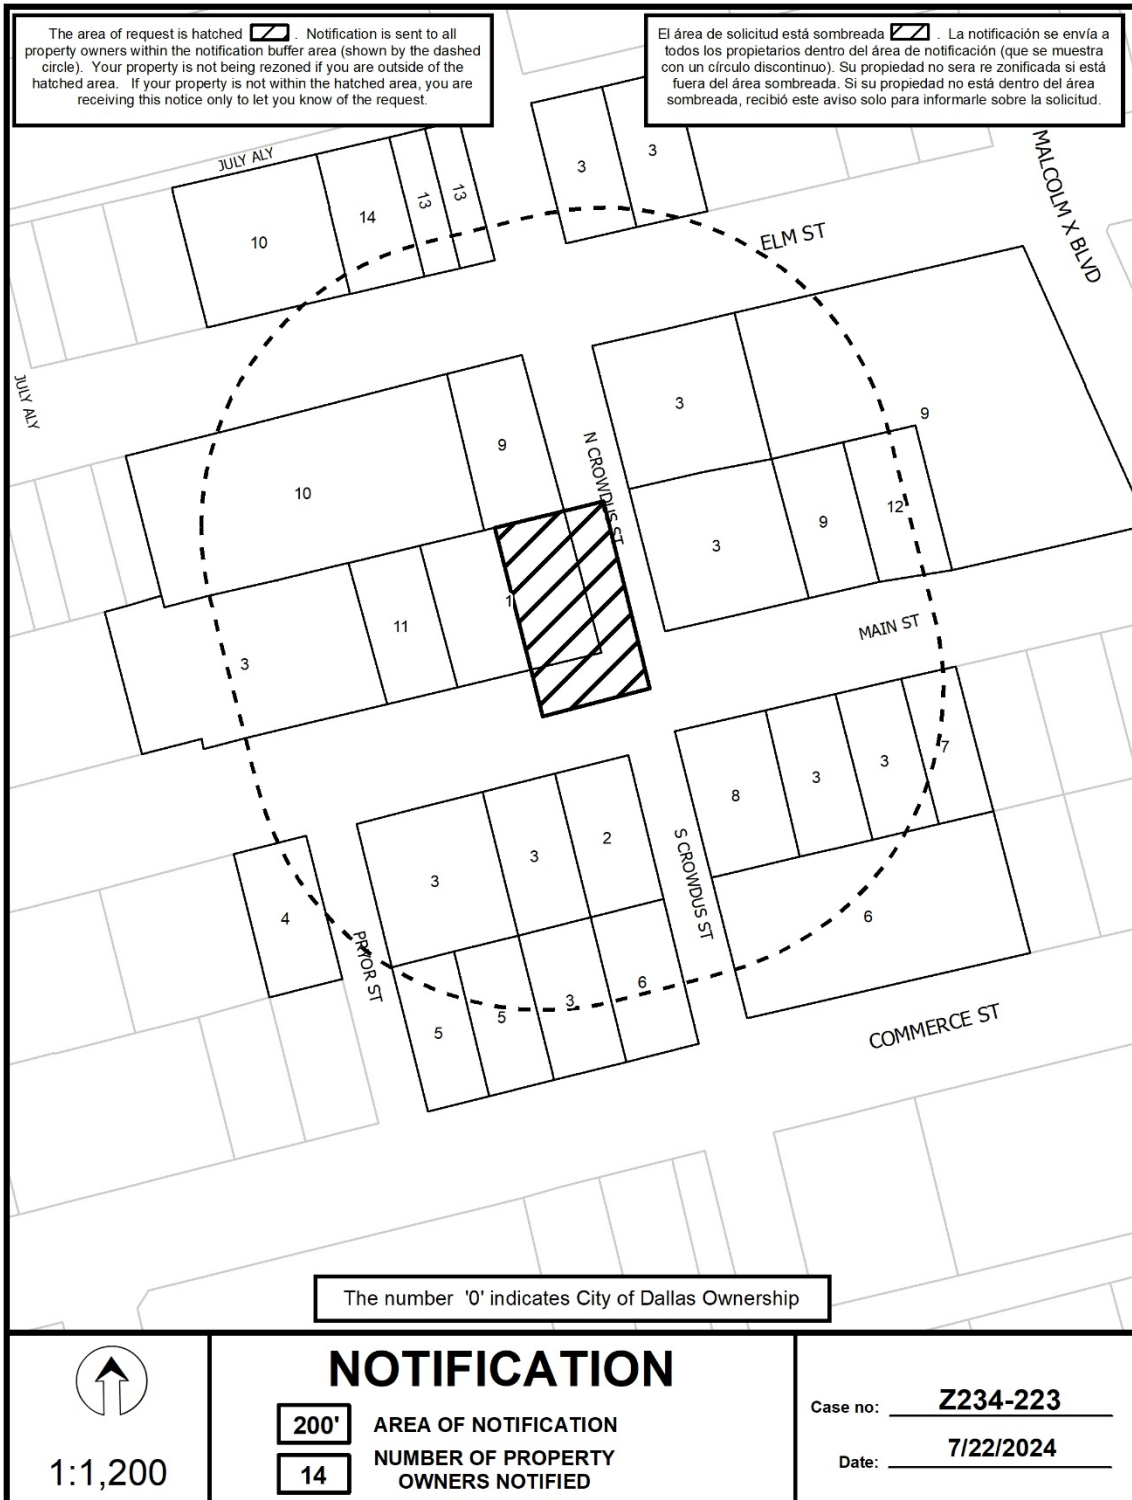 The area of request is hatched . Notification is sent to all
property owners within the notification buffer area (shown by the dashed
circle). Your property is not being rezoned if you are outside of the
hatched area. If your property is not within the hatched area, you are
receiving this notice only to let you know of the request.
El área de solicitud está sombreada . La notificación se envía a
todos los propietarios dentro del área de notificación (que se muestra
con un círculo discontinuo). Su propiedad no sera re zonificada si está
fuera del área sombreada. Si su propiedad no está dentro del área
sombreada, recibió este aviso solo para informarle sobre la solicitud.
JULY ALY
3
3
MALCOLM X BLVD
10
14
13
13
ELM ST
JULY ALY
3
9
9
N CROWDUS ST
10
12
9
3
1
11
MAIN ST
3
7
3
3
8
2
3
3
S CROWDUS ST
4
6
PRYOR ST
6
3
5
5
COMMERCE ST
The number '0' indicates City of Dallas Ownership
1:1,200
NOTIFICATION
200' AREA OF NOTIFICATION
14 NUMBER OF PROPERTY
OWNERS NOTIFIED
Case no: Z234-223
Date: 7/22/2024